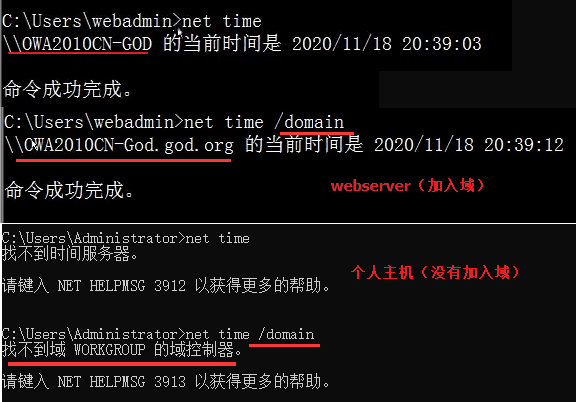 C:\Users\webadmin>net time
\\OWA2010CN-GOD 的当前时间是 2020/11/18 20:39:03
命令成功完成。
C:\Users\webadmin>net time /domain
\\OWA2010CN-God.god.org 的当前时间是 2020/11/18 20:39:12
命令成功完成。
webserver（加入域）
C:\Users\Administrator>net time
找不到时间服务器。
个人主机（没有加入域）
请键入 NET HELPMSG 3912 以获得更多的帮助。
C:\Users\Administrator>net time /domain
找不到域 WORKGROUP 的域控制器。
请键入 NET HELPMSG 3913 以获得更多的帮助。